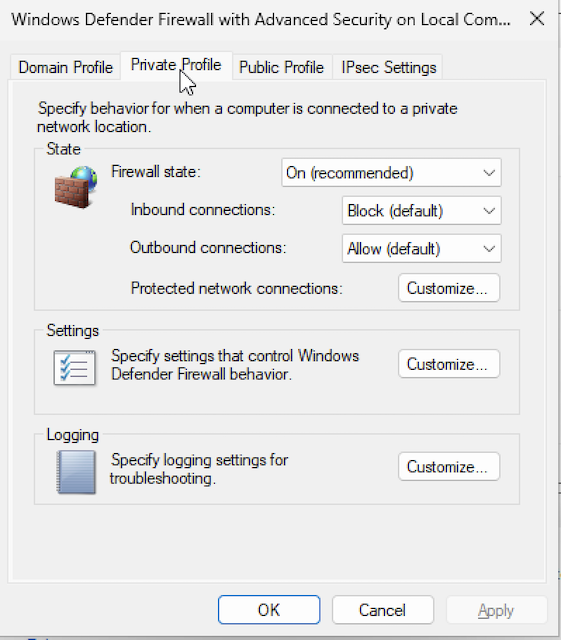 Windows Defender Firewall with Advanced Security on Local Com...
Domain Profile Private Profile Public Profile IPsec Settings
Specify behavior for when a computer is connected to a private
network location.
State
Firewall state: On (recommended)
Inbound connections: Block (default)
Outbound connections: Allow (default)
Protected network connections: Customize...
Settings
Specify settings that control Windows
Defender Firewall behavior.
Customize...
Logging
Specify logging settings for
troubleshooting.
Customize...
OK Cancel Apply